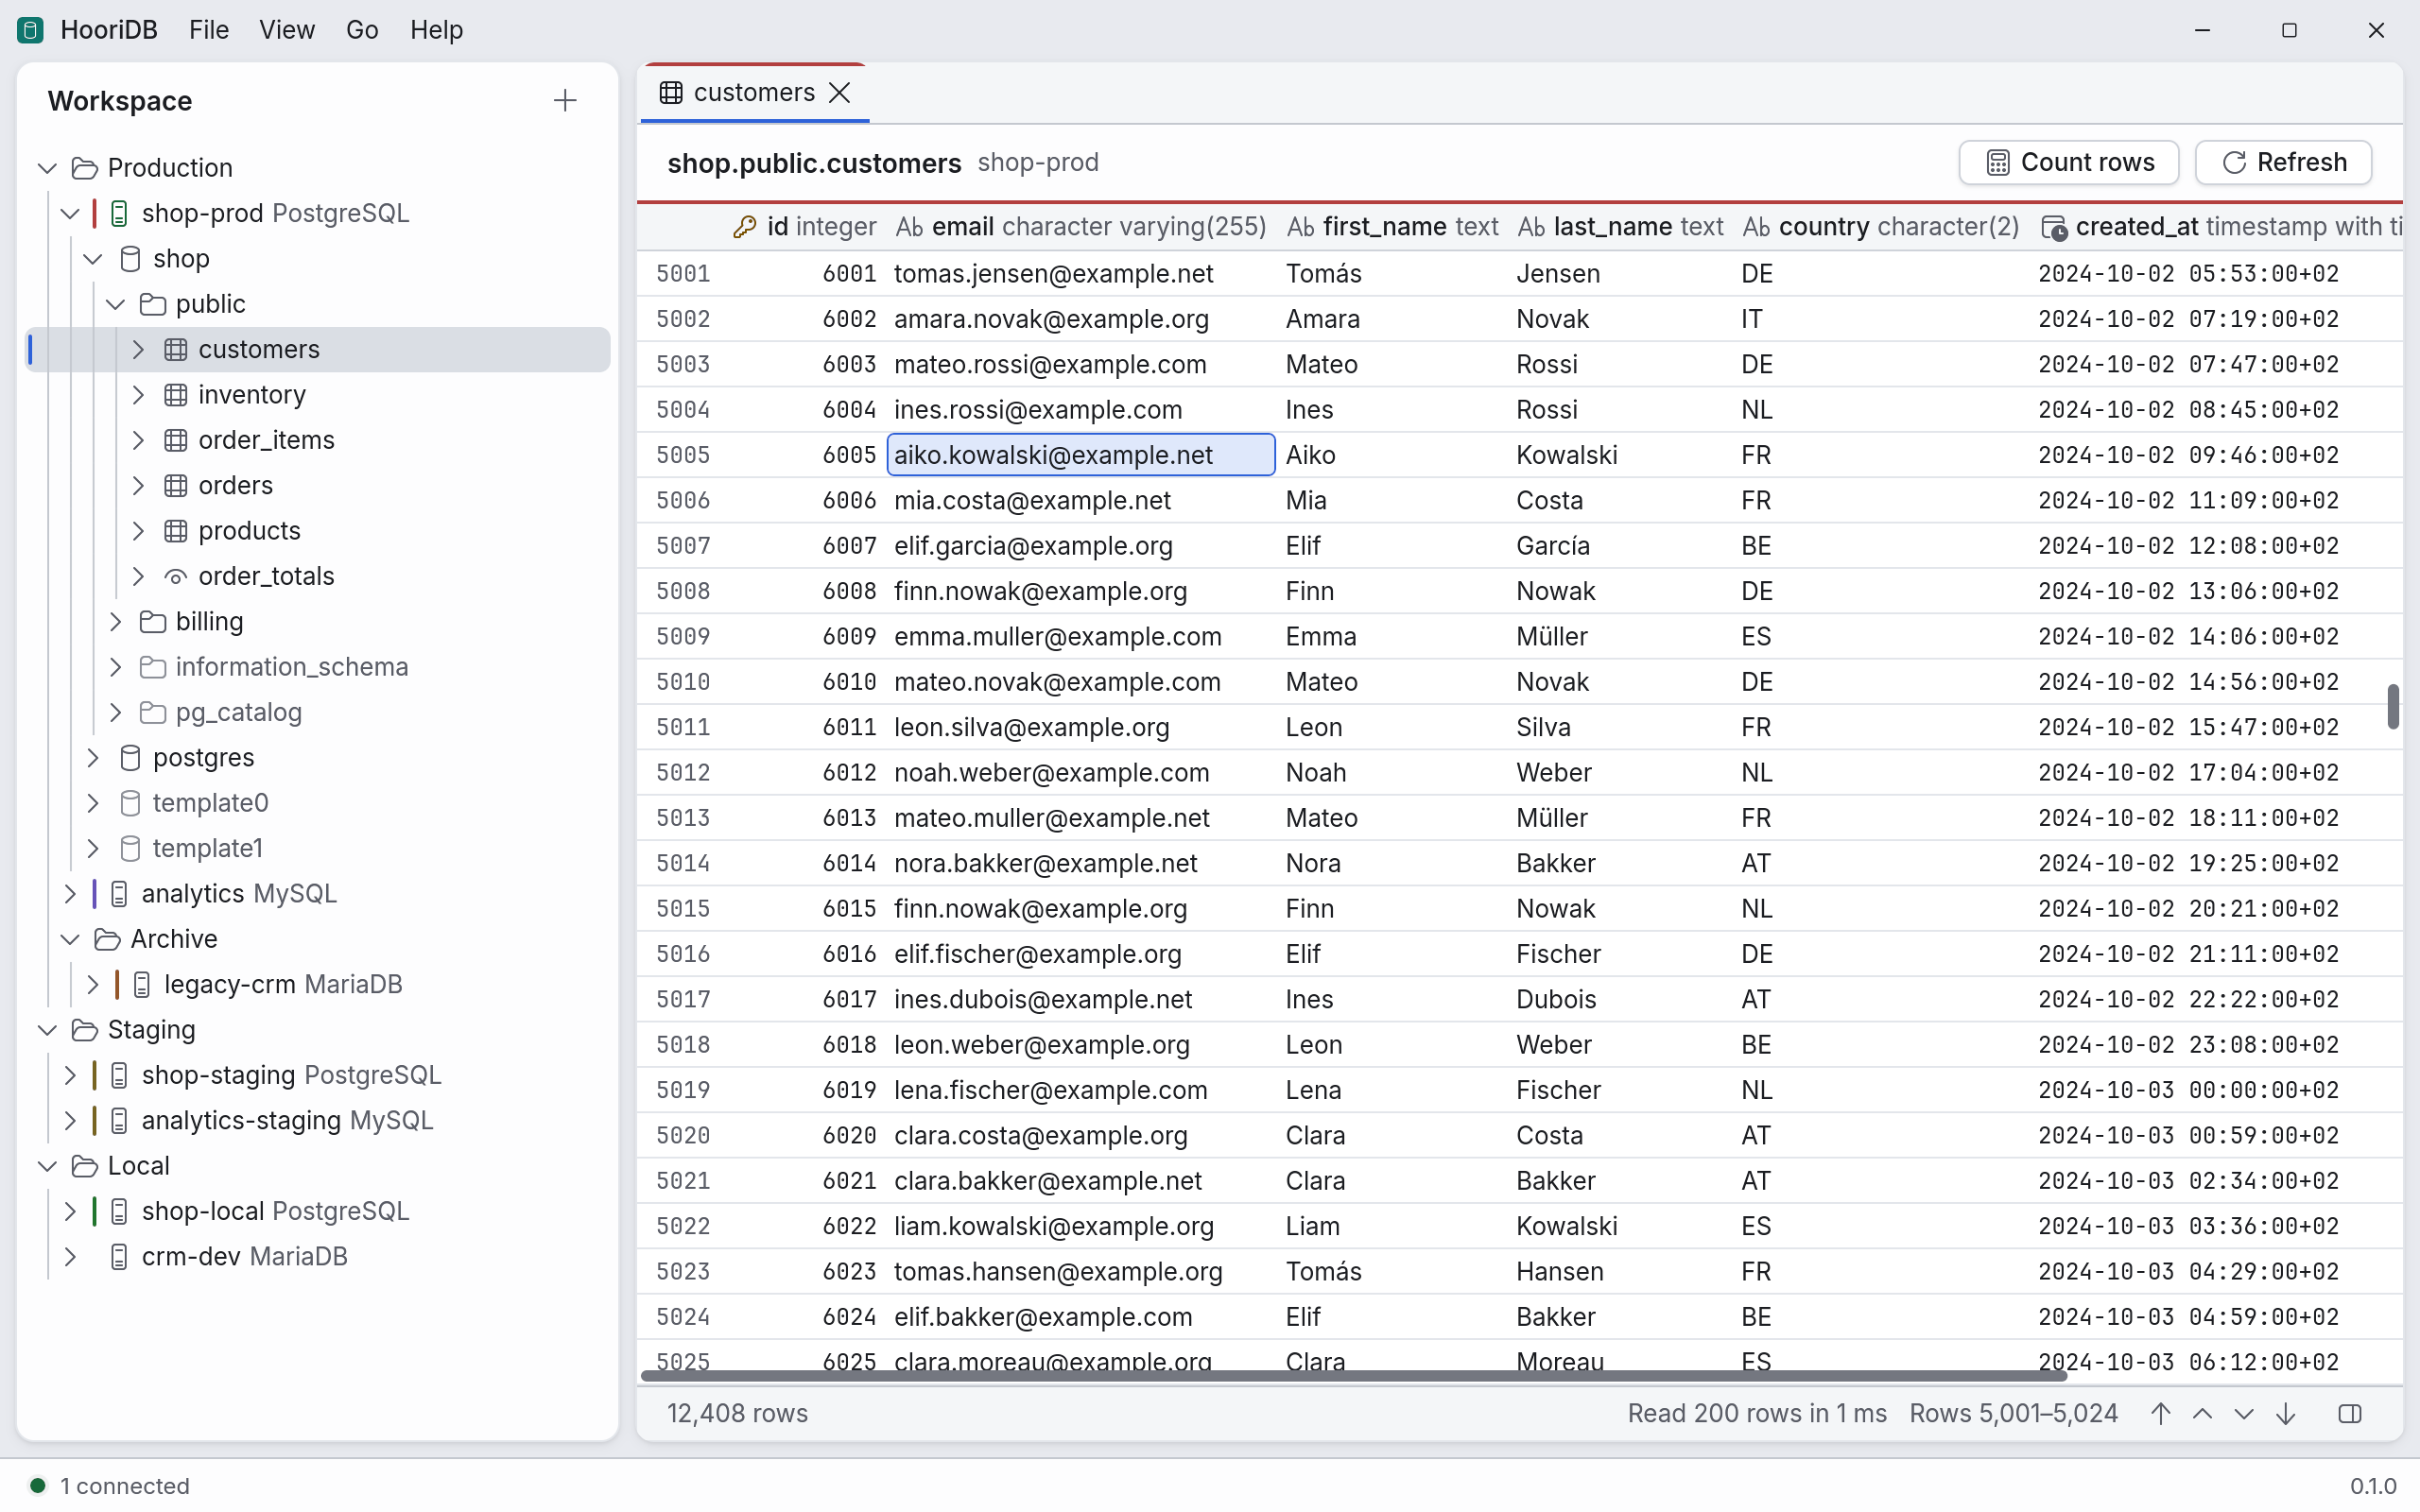 HooriDB File View Go Help
Workspace
Production
shop-prod PostgreSQL
shop
public
customers
inventory
order_items
orders
products
order_totals
billing
information_schema
pg_catalog
postgres
template0
template1
analytics MySQL
Archive
legacy-crm MariaDB
Staging
shop-staging PostgreSQL
analytics-staging MySQL
Local
shop-local PostgreSQL
crm-dev MariaDB
customers
shop.public.customers shop-prod Count rows Refresh
id integer Ab email character varying(255) Ab first_name text Ab last_name text Ab country character(2) created_at timestamp with ti
5001 6001 tomas.jensen@example.net Tomás Jensen DE 2024-10-02 05:53:00+02
5002 6002 amara.novak@example.org Amara Novak IT 2024-10-02 07:19:00+02
5003 6003 mateo.rossi@example.com Mateo Rossi DE 2024-10-02 07:47:00+02
5004 6004 ines.rossi@example.com Ines Rossi NL 2024-10-02 08:45:00+02
5005 6005 aiko.kowalski@example.net Aiko Kowalski FR 2024-10-02 09:46:00+02
5006 6006 mia.costa@example.net Mia Costa FR 2024-10-02 11:09:00+02
5007 6007 elif.garcia@example.org Elif García BE 2024-10-02 12:08:00+02
5008 6008 finn.nowak@example.org Finn Nowak DE 2024-10-02 13:06:00+02
5009 6009 emma.muller@example.com Emma Müller ES 2024-10-02 14:06:00+02
5010 6010 mateo.novak@example.com Mateo Novak DE 2024-10-02 14:56:00+02
5011 6011 leon.silva@example.org Leon Silva FR 2024-10-02 15:47:00+02
5012 6012 noah.weber@example.com Noah Weber NL 2024-10-02 17:04:00+02
5013 6013 mateo.muller@example.net Mateo Müller FR 2024-10-02 18:11:00+02
5014 6014 nora.bakker@example.net Nora Bakker AT 2024-10-02 19:25:00+02
5015 6015 finn.nowak@example.org Finn Nowak NL 2024-10-02 20:21:00+02
5016 6016 elif.fischer@example.org Elif Fischer DE 2024-10-02 21:11:00+02
5017 6017 ines.dubois@example.net Ines Dubois AT 2024-10-02 22:22:00+02
5018 6018 leon.weber@example.org Leon Weber BE 2024-10-02 23:08:00+02
5019 6019 lena.fischer@example.com Lena Fischer NL 2024-10-03 00:00:00+02
5020 6020 clara.costa@example.org Clara Costa AT 2024-10-03 00:59:00+02
5021 6021 clara.bakker@example.net Clara Bakker AT 2024-10-03 02:34:00+02
5022 6022 liam.kowalski@example.org Liam Kowalski ES 2024-10-03 03:36:00+02
5023 6023 tomas.hansen@example.org Tomás Hansen FR 2024-10-03 04:29:00+02
5024 6024 elif.bakker@example.com Elif Bakker BE 2024-10-03 04:59:00+02
5025 6025 clara.moreau@example.org Clara Moreau ES 2024-10-03 06:12:00+02
12,408 rows Read 200 rows in 1 ms Rows 5,001–5,024
1 connected 0.1.0